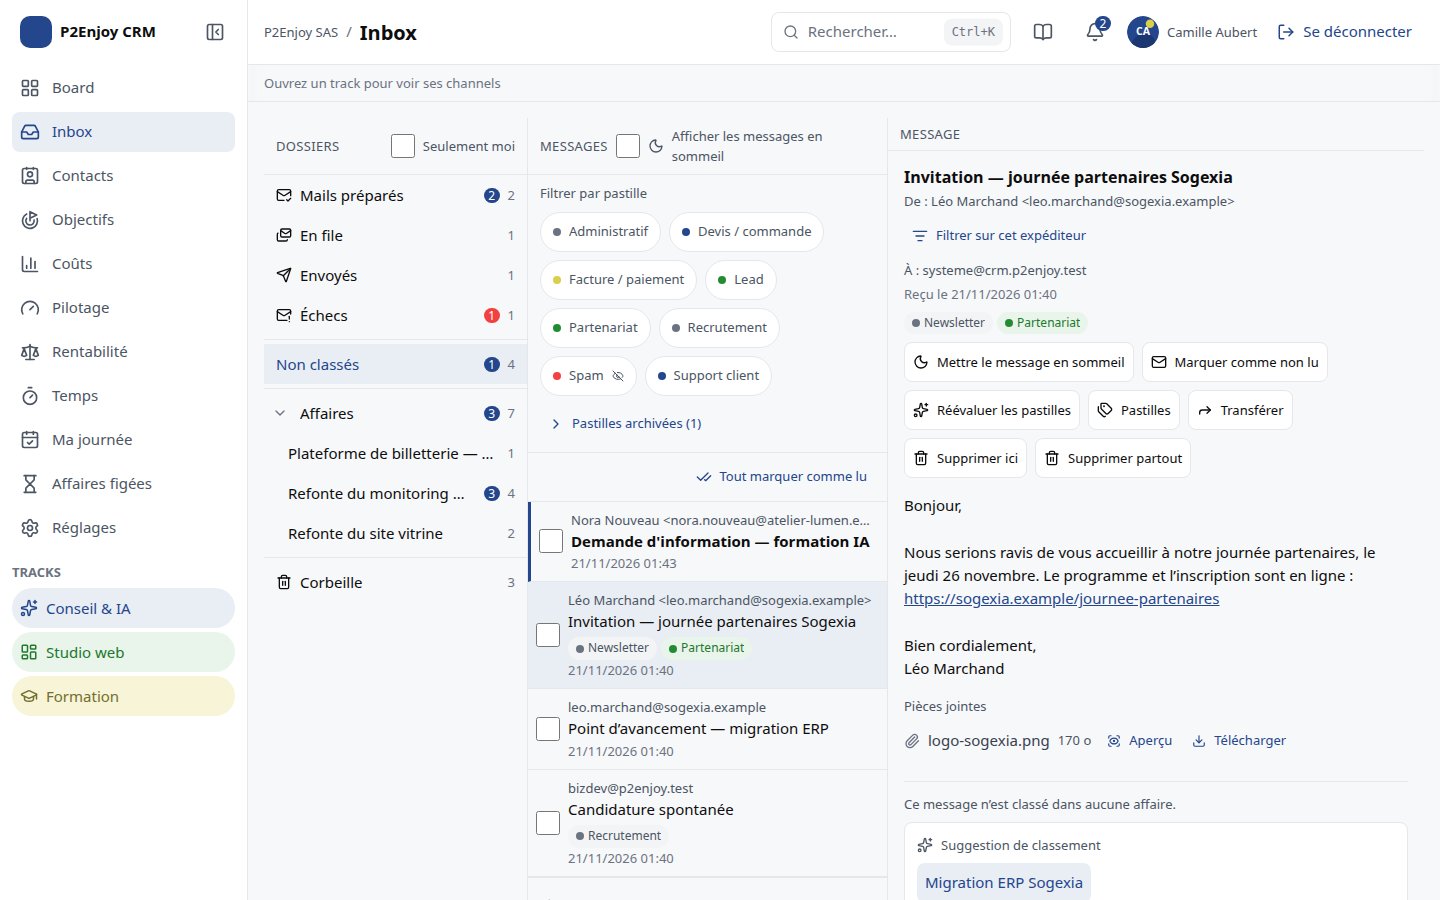 P2Enjoy CRM
Board
Inbox
Contacts
Objectifs
Coûts
Pilotage
Rentabilité
Temps
Ma journée
Affaires figées
Réglages
TRACKS
Conseil & IA
Studio web
Formation
P2Enjoy SAS / Inbox
Rechercher... Ctrl+K
2
CA Camille Aubert
Se déconnecter
Ouvrez un track pour voir ses channels
DOSSIERS Seulement moi
Mails préparés 2 2
En file 1
Envoyés 1
Échecs 1 1
Non classés 1 4
Affaires 3 7
Plateforme de billetterie — ... 1
Refonte du monitoring ... 3 4
Refonte du site vitrine 2
Corbeille 3
MESSAGES Afficher les messages en
sommeil
Filtrer par pastille
Administratif Devis / commande
Facture / paiement Lead
Partenariat Recrutement
Spam Support client
Pastilles archivées (1)
Tout marquer comme lu
Nora Nouveau <nora.nouveau@atelier-lumen.e...
Demande d'information — formation IA
21/11/2026 01:43
Léo Marchand <leo.marchand@sogexia.example>
Invitation — journée partenaires Sogexia
Newsletter Partenariat
21/11/2026 01:40
leo.marchand@sogexia.example
Point d’avancement — migration ERP
21/11/2026 01:40
bizdev@p2enjoy.test
Candidature spontanée
Recrutement
21/11/2026 01:40
MESSAGE
Invitation — journée partenaires Sogexia
De : Léo Marchand <leo.marchand@sogexia.example>
Filtrer sur cet expéditeur
À : systeme@crm.p2enjoy.test
Reçu le 21/11/2026 01:40
Newsletter Partenariat
Mettre le message en sommeil Marquer comme non lu
Réévaluer les pastilles Pastilles Transférer
Supprimer ici Supprimer partout
Bonjour,
Nous serions ravis de vous accueillir à notre journée partenaires, le
jeudi 26 novembre. Le programme et l’inscription sont en ligne :
https://sogexia.example/journee-partenaires
Bien cordialement,
Léo Marchand
Pièces jointes
logo-sogexia.png 170 o Aperçu Télécharger
Ce message n’est classé dans aucune affaire.
Suggestion de classement
Migration ERP Sogexia